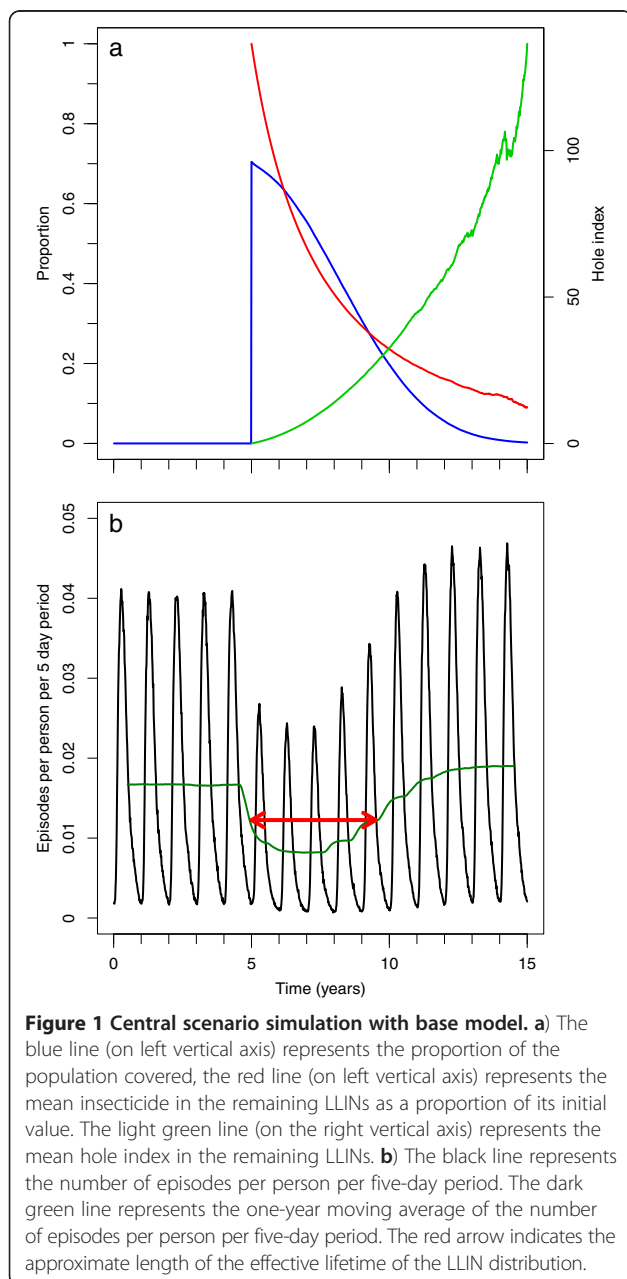 a
1
0.8
0.6
0.4
0.2
0
Proportion
100
50
0
Hole index
b
0.05
0.04
0.03
0.02
0.01
0
Episodes per person per 5 day period
0 5 10 15
Time (years)
Figure 1 Central scenario simulation with base model. a) The
blue line (on left vertical axis) represents the proportion of the
population covered, the red line (on left vertical axis) represents the
mean insecticide in the remaining LLINs as a proportion of its initial
value. The light green line (on the right vertical axis) represents the
mean hole index in the remaining LLINs. b) The black line represents
the number of episodes per person per five-day period. The dark
green line represents the one-year moving average of the number
of episodes per person per five-day period. The red arrow indicates the
approximate length of the effective lifetime of the LLIN distribution.